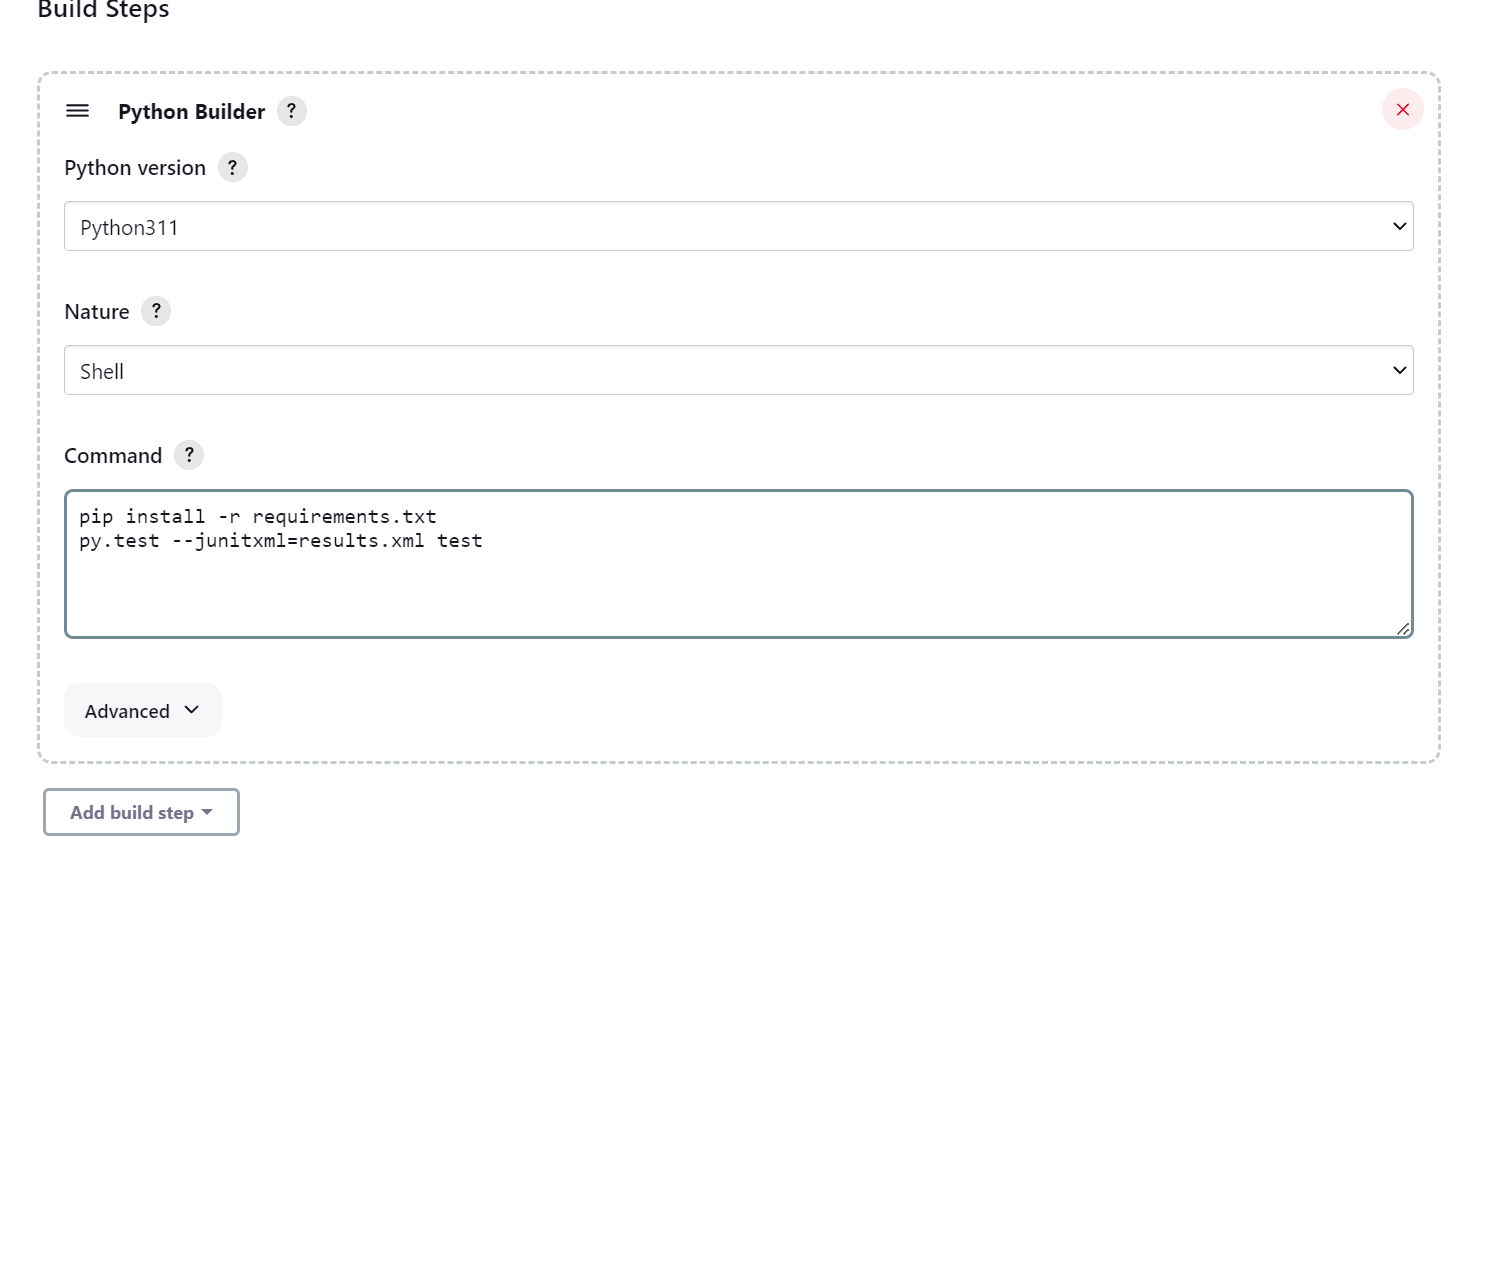 Build Steps
Python Builder ?
Python version ?
Python311
Nature ?
Shell
Command ?
pip install -r requirements.txt
py.test --junitxml=results.xml test
Advanced
Add build step